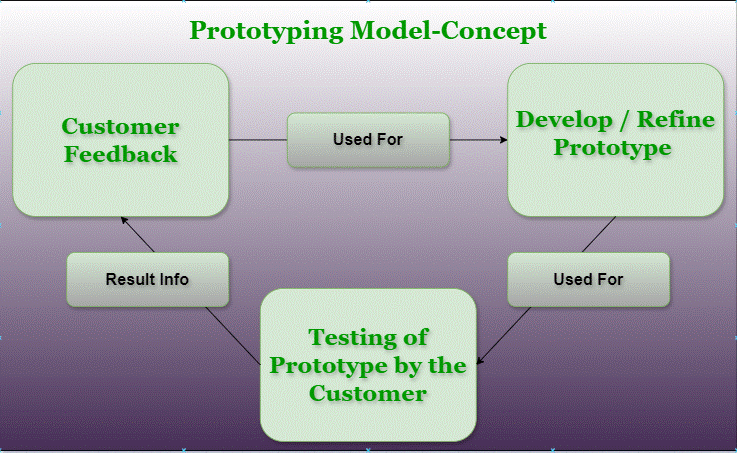 Prototyping Model-Concept
Customer
Feedback
Used For
Develop / Refine
Prototype
Result Info
Used For
Testing of
Prototype by the
Customer